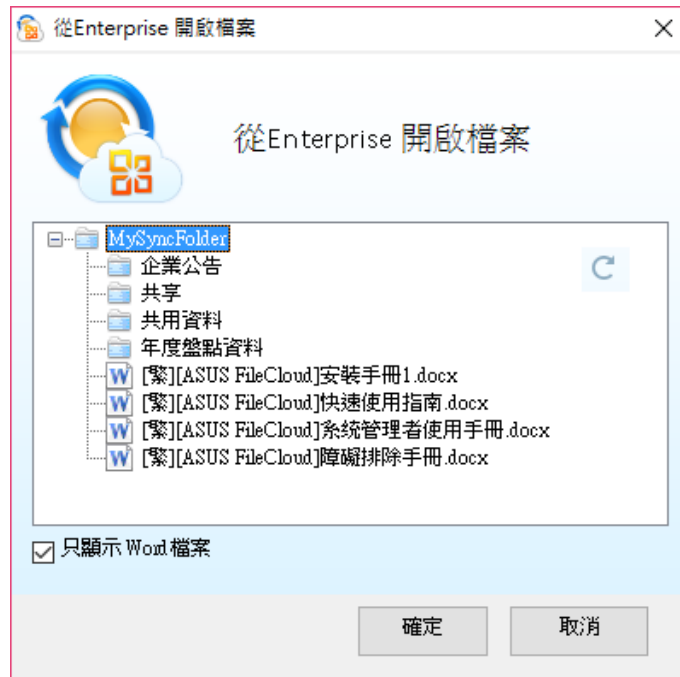 從Enterprise 開啟檔案
從Enterprise 開啟檔案
MySyncFolder
企業公告
共享
共用資料
年度盤點資料
[繁][ASUS FileCloud]安裝手冊1.docx
[繁][ASUS FileCloud]快速使用指南.docx
[繁][ASUS FileCloud]系統管理者使用手冊.docx
[繁][ASUS FileCloud]障礙排除手冊.docx
只顯示 Word 檔案
確定
取消